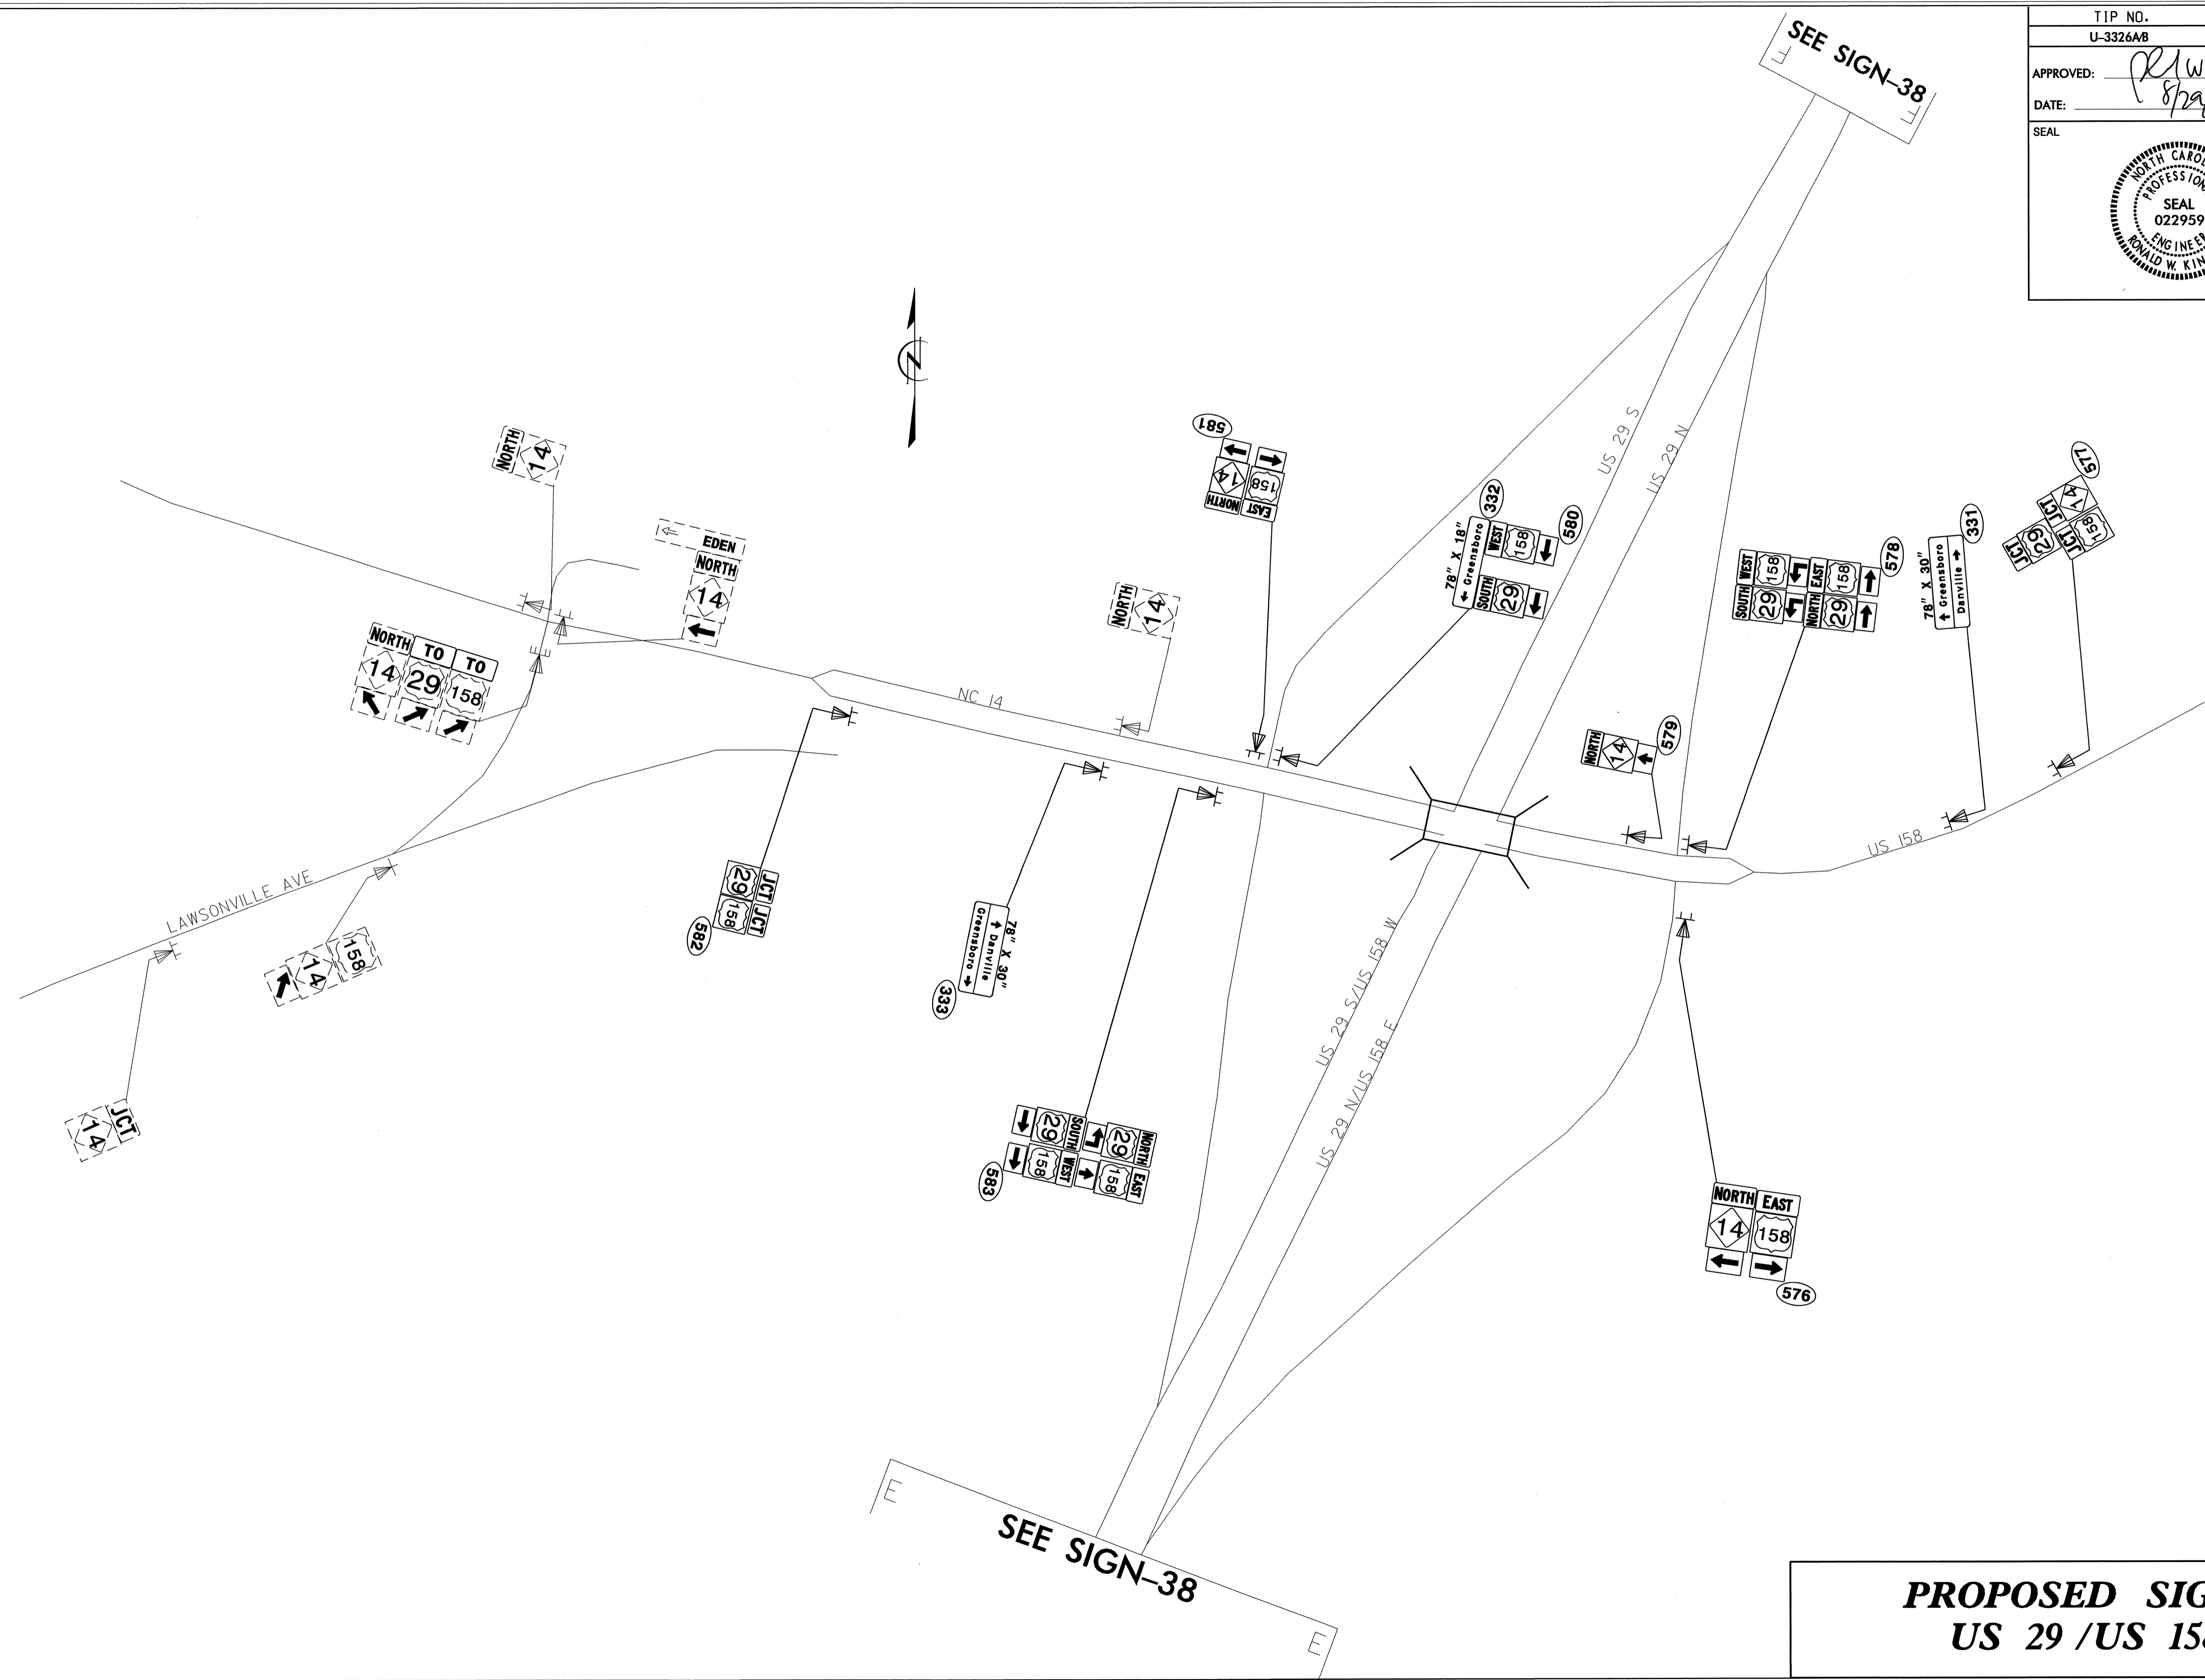 TIP NO.
U-3326A/B
APPROVED:
DATE: 8/29/
SEAL
NORTH CAROL
PROFESSION
SEAL
022959
ENGINEER
RONALD W. KIN
SEE SIGN-38
N
US 29 S
US 29 N
NORTH
14
EDEN
NORTH
14
NORTH TO TO
14 29 158
581
14 158
NORTH EAST
NORTH
14
NC 14
332
78" X 18"
← Greensboro
WEST
158
SOUTH
29
580
578
WEST 158 EAST 158
SOUTH 29 NORTH 29
331
78" X 30"
↑ Greensboro
Danville →
577
JCT 14
JCT 29
JCT 158
579
NORTH
14
US 158
LAWSONVILLE AVE
158
14
JCT
14
JCT JCT
29 158
582
78" X 30"
↑ Danville
Greensboro →
333
US 29 S/US 158 W
US 29 N/US 158 E
NORTH EAST
29 158
SOUTH WEST
29 158
583
NORTH EAST
14 158
576
E
SEE SIGN-38
E
PROPOSED SIG
US 29 /US 158